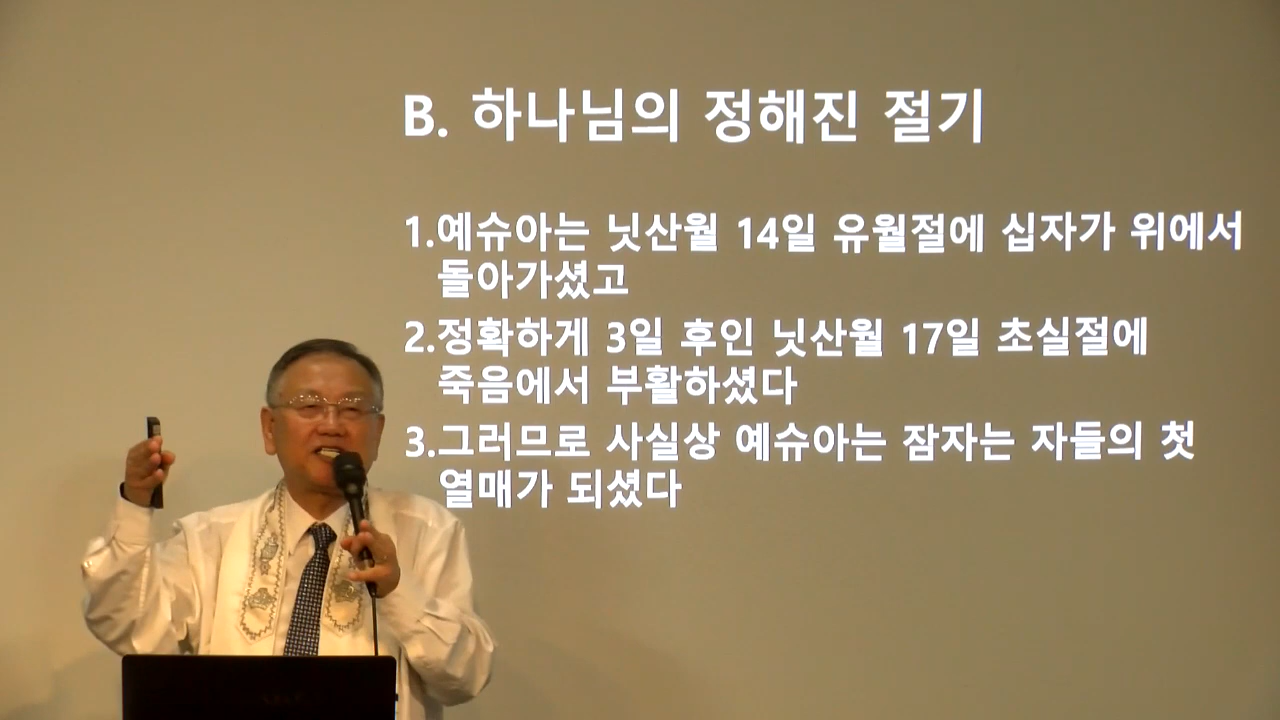 B. 하나님의 정해진 절기
1.예슈아는 닛산월 14일 유월절에 십자가 위에서
돌아가셨고
2.정확하게 3일 후인 닛산월 17일 초실절에
죽음에서 부활하셨다
3.그러므로 사실상 예슈아는 잠자는 자들의 첫
열매가 되셨다